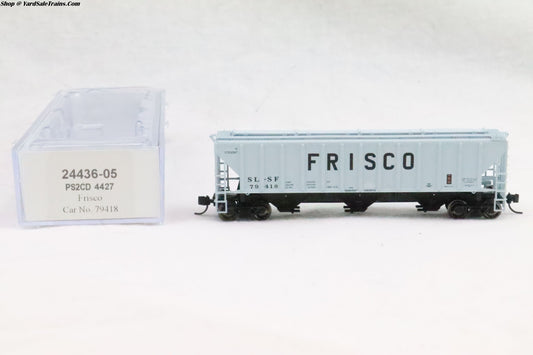 Shop @ YardSaleTrains.Com
24436-05
PS2CD 4427
Frisco
Car No. 79418
FRISCO
SL-SF
79418